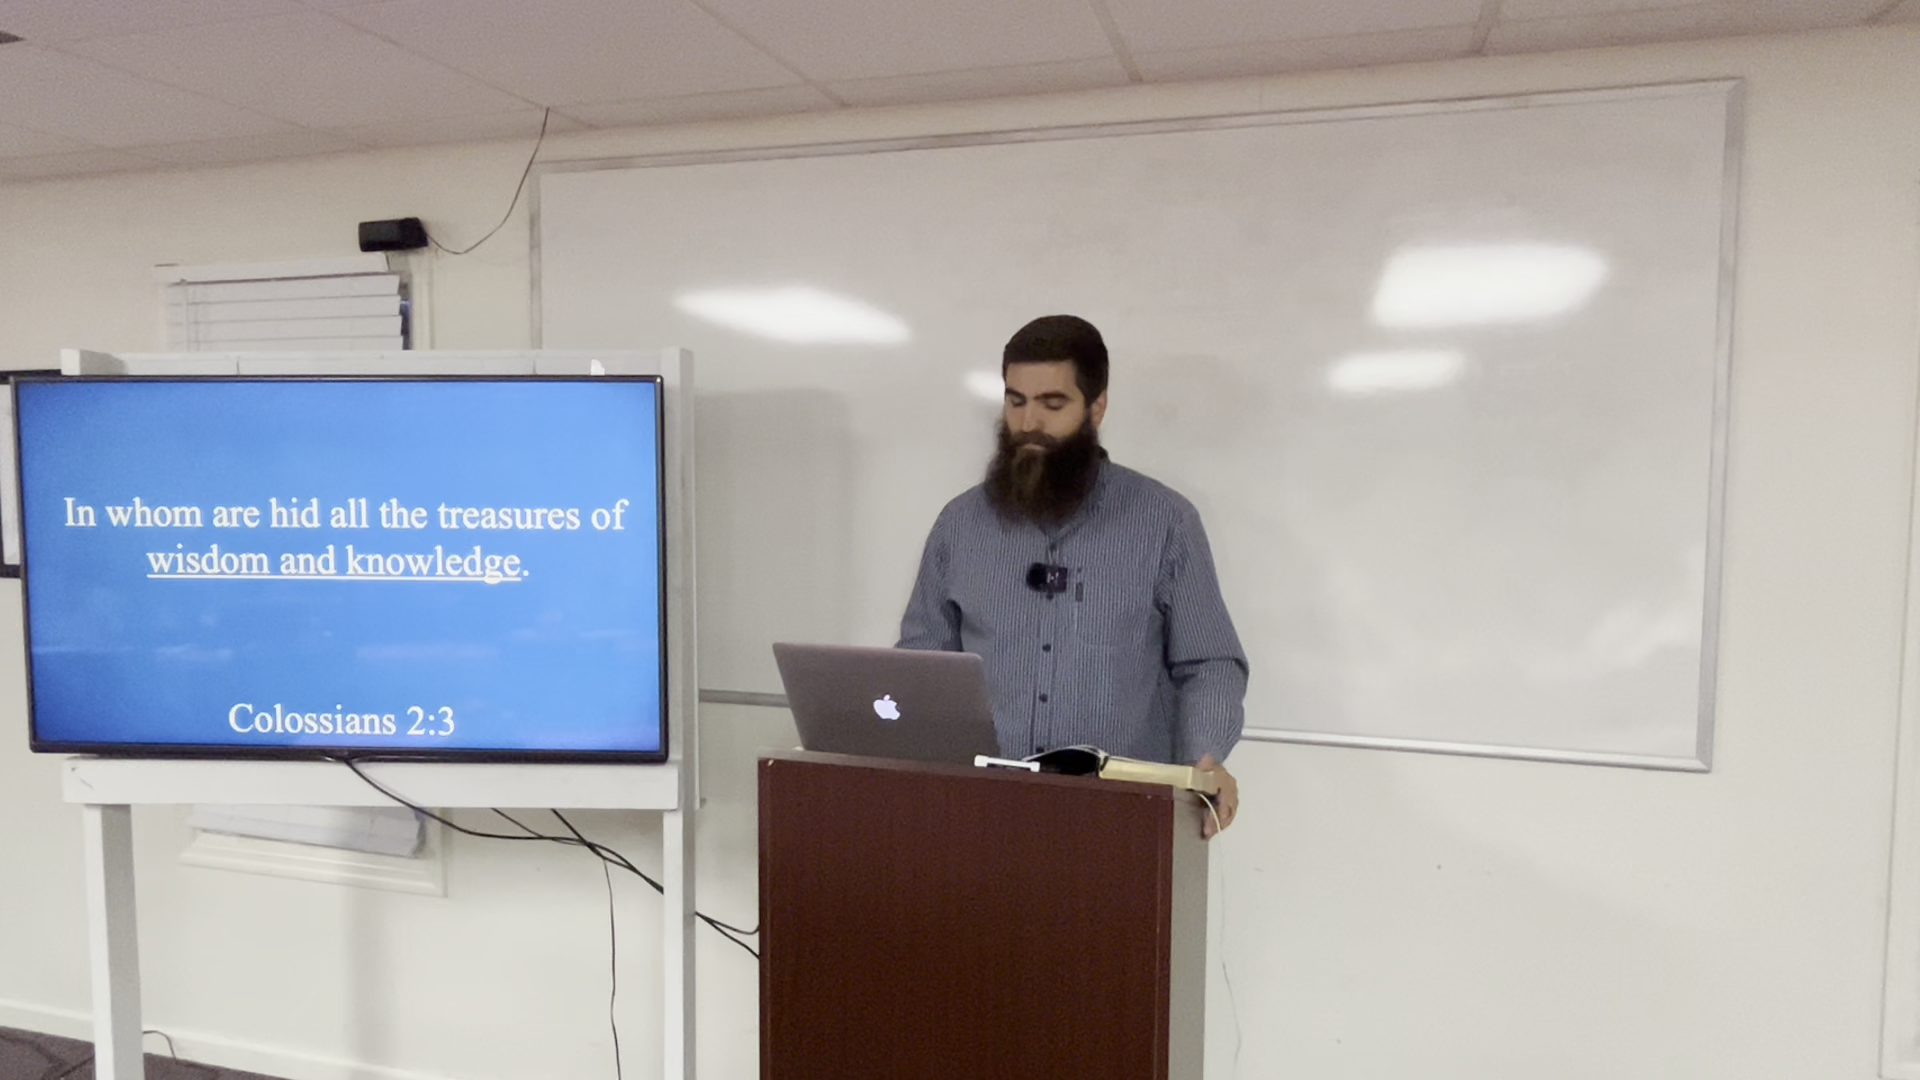 In whom are hid all the treasures of
wisdom and knowledge.
Colossians 2:3